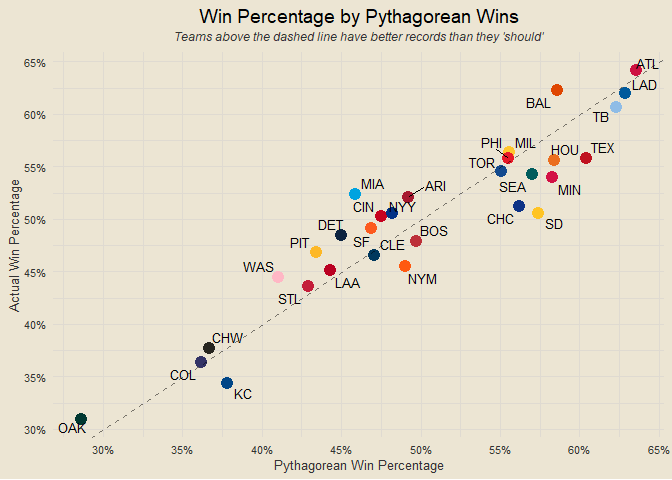 Win Percentage by Pythagorean Wins
Teams above the dashed line have better records than they 'should'
65%
ATL
LAD
BAL
60%
TB
PHI MIL
HOU TEX
55%
TOR
SEA
MIN
MIA
ARI
CIN NYY
CHC
SD
50%
DET
BOS
PIT
SF
CLE
WAS
NYM
45%
LAA
STL
40%
CHW
COL
35%
KC
OAK
30%
30% 35% 40% 45% 50% 55% 60% 65%
Pythagorean Win Percentage
Actual Win Percentage